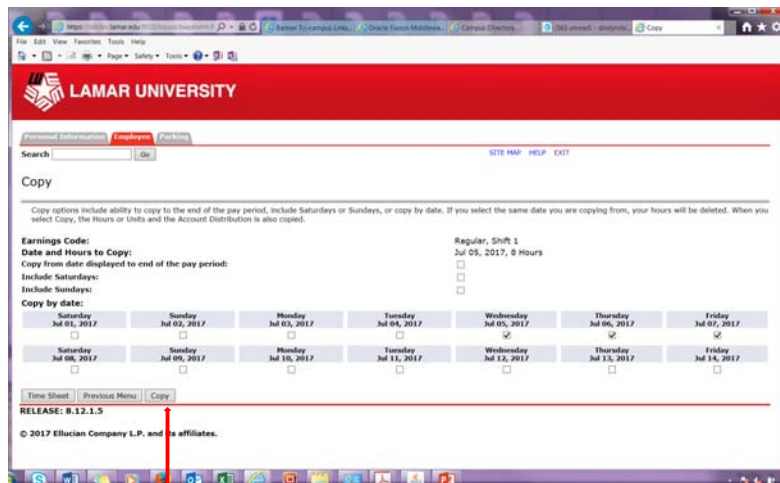 Copy
File Edit View Favorites Tools Help
Page Safety Tools
LAMAR UNIVERSITY
Personal Information Employee Parking
Search Go SITE MAP HELP EXIT
Copy
Copy options include ability to copy to the end of the pay period, include Saturdays or Sundays, or copy by date. If you select the same date you are copying from, your hours will be deleted. When you
select Copy, the Hours or Units and the Account Distribution is also copied.
Earnings Code: Regular, Shift 1
Date and Hours to Copy: Jul 05, 2017, 8 Hours
Copy from date displayed to end of the pay period:
Include Saturdays:
Include Sundays:
Copy by date:
Saturday Sunday Monday Tuesday Wednesday Thursday Friday
Jul 01, 2017 Jul 02, 2017 Jul 03, 2017 Jul 04, 2017 Jul 05, 2017 Jul 06, 2017 Jul 07, 2017
Saturday Sunday Monday Tuesday Wednesday Thursday Friday
Jul 08, 2017 Jul 09, 2017 Jul 10, 2017 Jul 11, 2017 Jul 12, 2017 Jul 13, 2017 Jul 14, 2017
Time Sheet Previous Menu Copy
RELEASE: 8.12.1.5
© 2017 Ellucian Company L.P. and its affiliates.